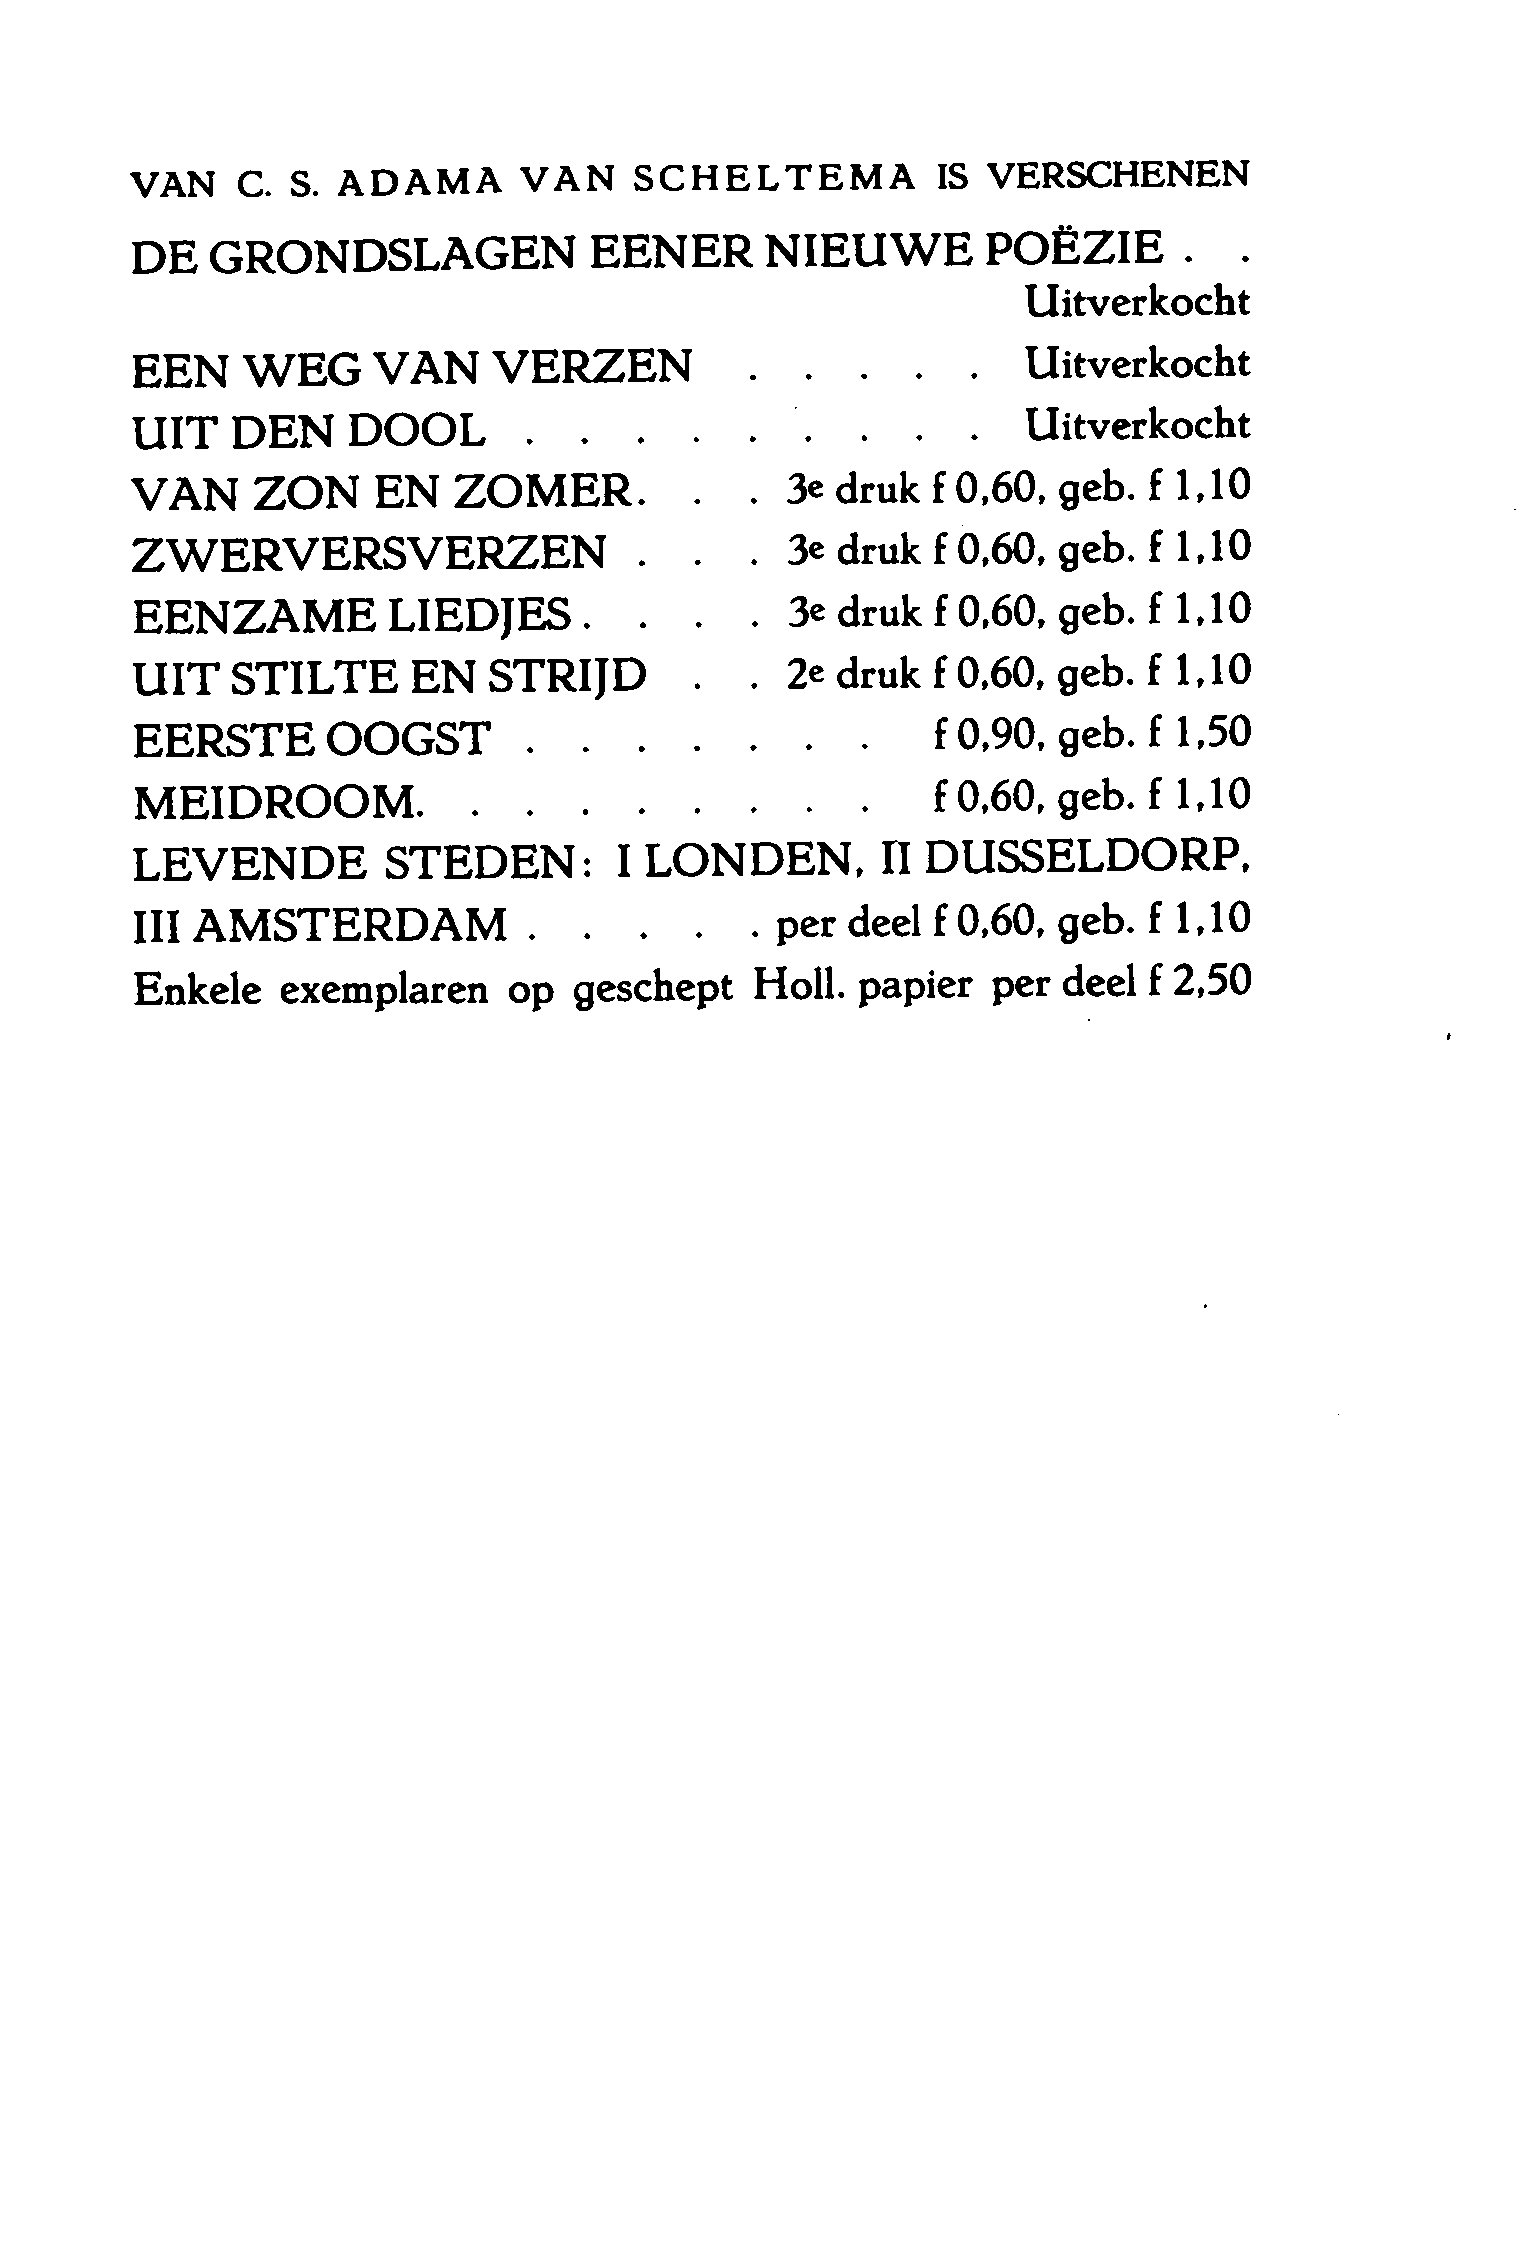 VAN C. S. ADAMA VAN SCHELTEMA IS VERSCHENEN
DE GRONDSLAGEN EENER NIEUWE POËZIE . .
Uitverkocht
EEN WEG VAN VERZEN . . . . . Uitverkocht
UIT DEN DOOL . . . . . . . . . Uitverkocht
VAN ZON EN ZOMER. . . 3e druk f 0,60, geb. f 1,10
ZWERVERSVERZEN . . . 3e druk f 0,60, geb. f 1,10
EENZAME LIEDJES. . . . 3e druk f 0,60, geb. f 1,10
UIT STILTE EN STRIJD . . 2e druk f 0,60, geb. f 1,10
EERSTE OOGST . . . . . . . f 0,90, geb. f 1,50
MEIDROOM. . . . . . . . . f 0,60, geb. f 1,10
LEVENDE STEDEN: I LONDEN, II DUSSELDORP,
III AMSTERDAM . . . . . per deel f 0,60, geb. f 1,10
Enkele exemplaren op geschept Holl. papier per deel f 2,50